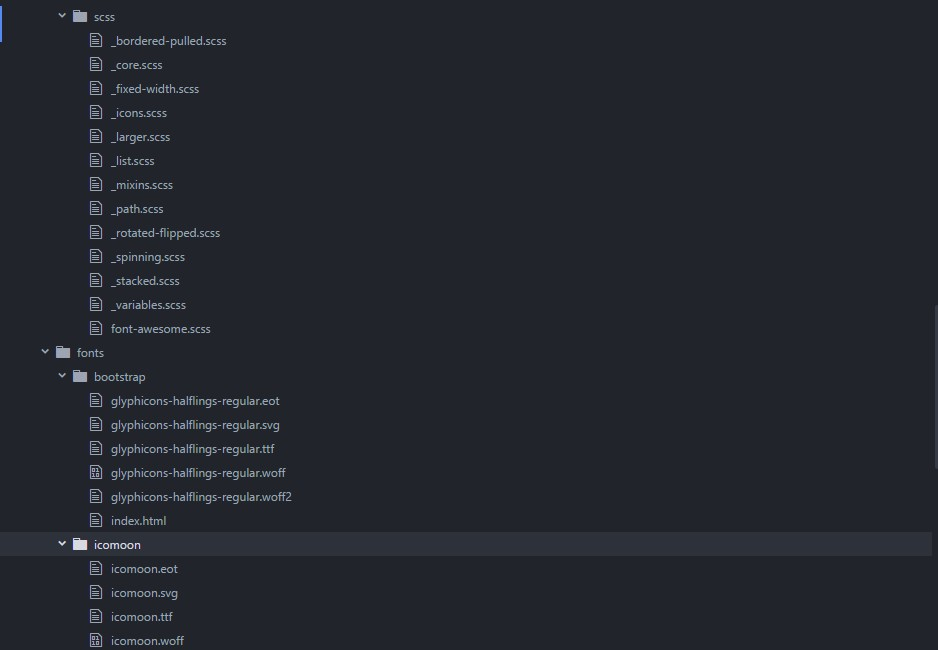 scss
_bordered-pulled.scss
_core.scss
_fixed-width.scss
_icons.scss
_larger.scss
_list.scss
_mixins.scss
_path.scss
_rotated-flipped.scss
_spinning.scss
_stacked.scss
_variables.scss
font-awesome.scss
fonts
bootstrap
glyphicons-halflings-regular.eot
glyphicons-halflings-regular.svg
glyphicons-halflings-regular.ttf
glyphicons-halflings-regular.woff
glyphicons-halflings-regular.woff2
index.html
icomoon
icomoon.eot
icomoon.svg
icomoon.ttf
icomoon.woff